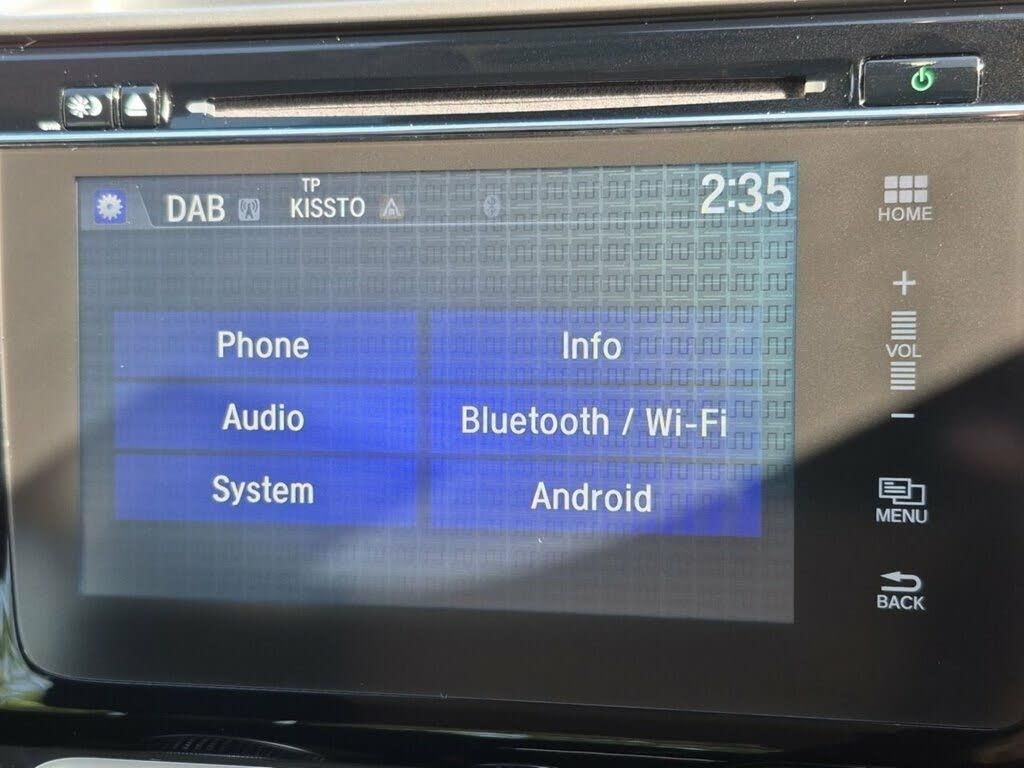 TP
DAB KISSTO 2:35
HOME
Phone Info
VOL
Audio Bluetooth / Wi-Fi
System Android
MENU
BACK